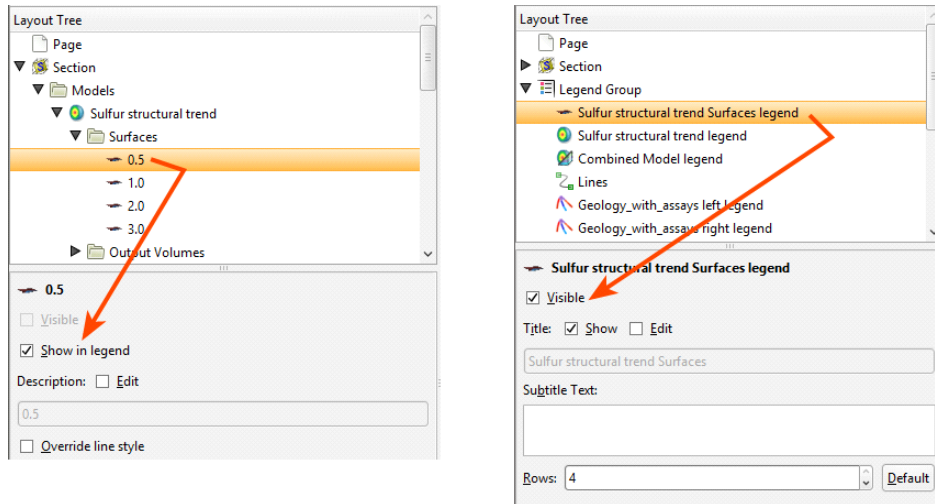 Layout Tree
Page
Section
Models
Sulfur structural trend
Surfaces
0.5
1.0
2.0
3.0
Output Volumes
0.5
Visible
Show in legend
Description: Edit
0.5
Override line style
Layout Tree
Page
Section
Legend Group
Sulfur structural trend Surfaces legend
Sulfur structural trend legend
Combined Model legend
Lines
Geology_with_assays left legend
Geology_with_assays right legend
Sulfur structural trend Surfaces legend
Visible
Title: Show Edit
Sulfur structural trend Surfaces
Subtitle Text:
Rows: 4 Default